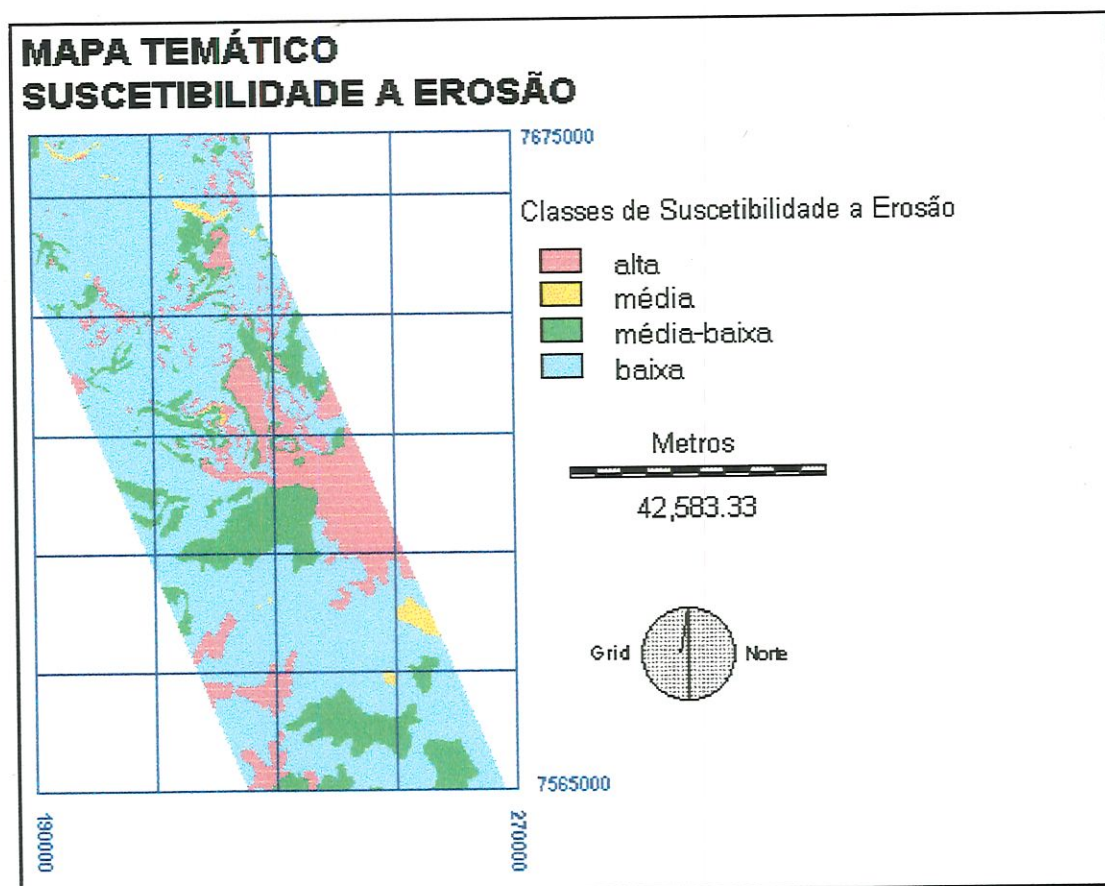 MAPA TEMÁTICO
SUSCETIBILIDADE A EROSÃO
7675000
Classes de Suscetibilidade a Erosão
alta
média
média-baixa
baixa
Metros
42,583.33
Grid Norte
7565000
190000
270000